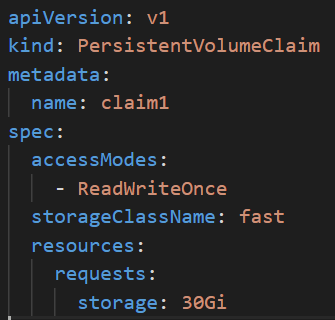 apiVersion: v1
kind: PersistentVolumeClaim
metadata:
  name: claim1
spec:
  accessModes:
    - ReadWriteOnce
  storageClassName: fast
  resources:
    requests:
      storage: 30Gi